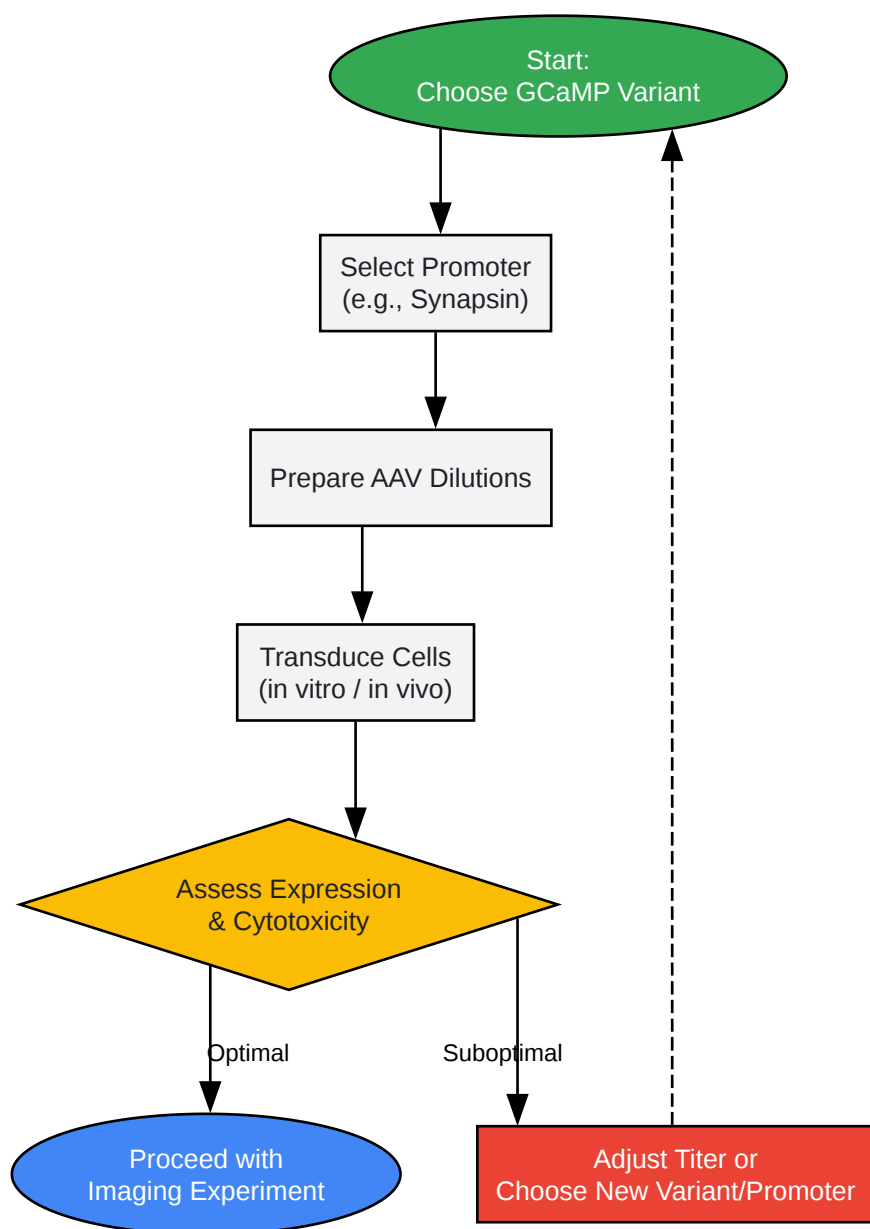 Start:
Choose GCaMP Variant
Select Promoter
(e.g., Synapsin)
Prepare AAV Dilutions
Transduce Cells
(in vitro / in vivo)
Assess Expression
& Cytotoxicity
Optimal
Suboptimal
Proceed with
Imaging Experiment
Adjust Titer or
Choose New Variant/Promoter